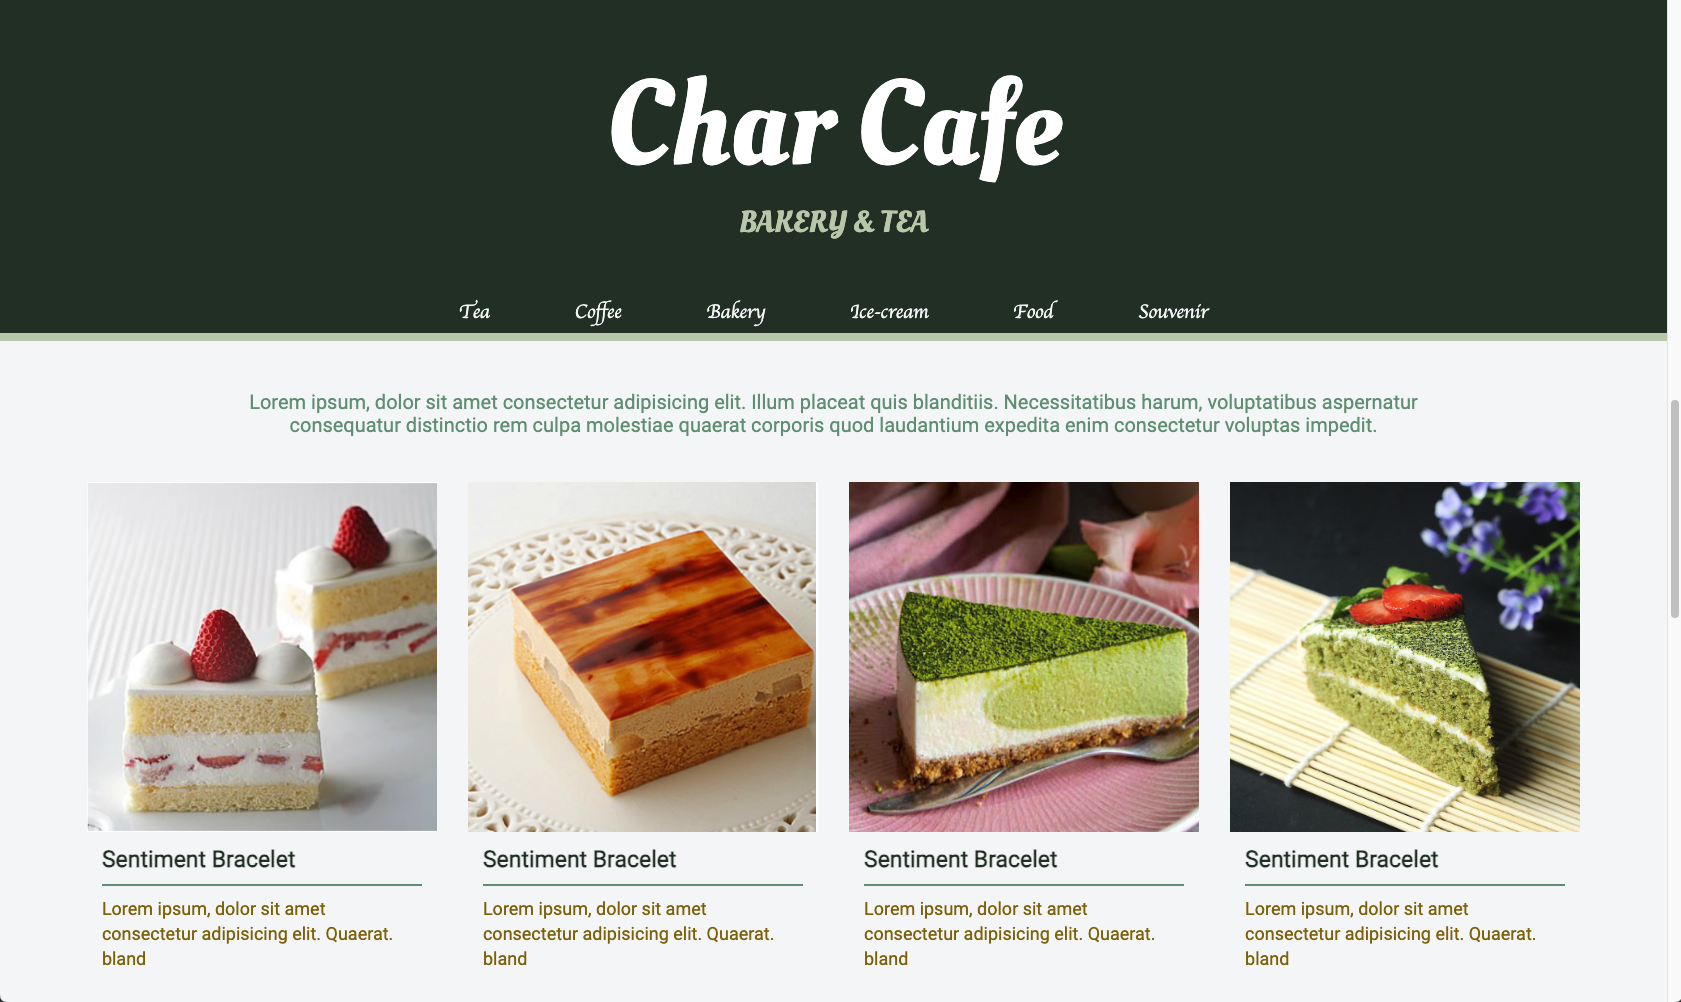 Char Cafe
BAKERY & TEA
Tea Coffee Bakery Ice-cream Food Souvenir
Lorem ipsum, dolor sit amet consectetur adipisicing elit. Illum placeat quis blanditiis. Necessitatibus harum, voluptatibus aspernatur
consequatur distinctio rem culpa molestiae quaerat corporis quod laudantium expedita enim consectetur voluptas impedit.
Sentiment Bracelet
Lorem ipsum, dolor sit amet
consectetur adipisicing elit. Quaerat.
bland
Sentiment Bracelet
Lorem ipsum, dolor sit amet
consectetur adipisicing elit. Quaerat.
bland
Sentiment Bracelet
Lorem ipsum, dolor sit amet
consectetur adipisicing elit. Quaerat.
bland
Sentiment Bracelet
Lorem ipsum, dolor sit amet
consectetur adipisicing elit. Quaerat.
bland